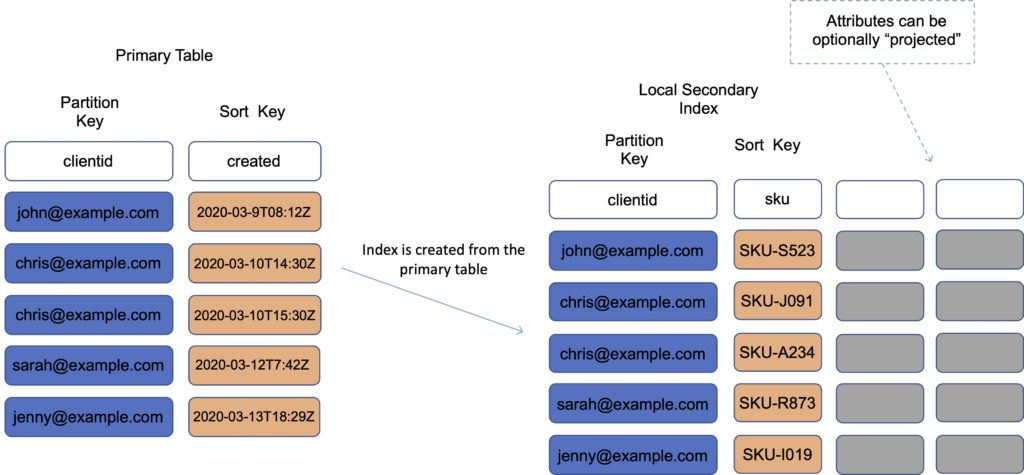 Attributes can be
optionally “projected”
Primary Table
Partition
Key
Sort Key
clientid
created
john@example.com
2020-03-9T08:12Z
chris@example.com
2020-03-10T14:30Z
chris@example.com
2020-03-10T15:30Z
sarah@example.com
2020-03-12T7:42Z
jenny@example.com
2020-03-13T18:29Z
Index is created from the
primary table
Local Secondary
Index
Partition
Key
Sort Key
clientid
sku
john@example.com
SKU-S523
chris@example.com
SKU-J091
chris@example.com
SKU-A234
sarah@example.com
SKU-R873
jenny@example.com
SKU-I019